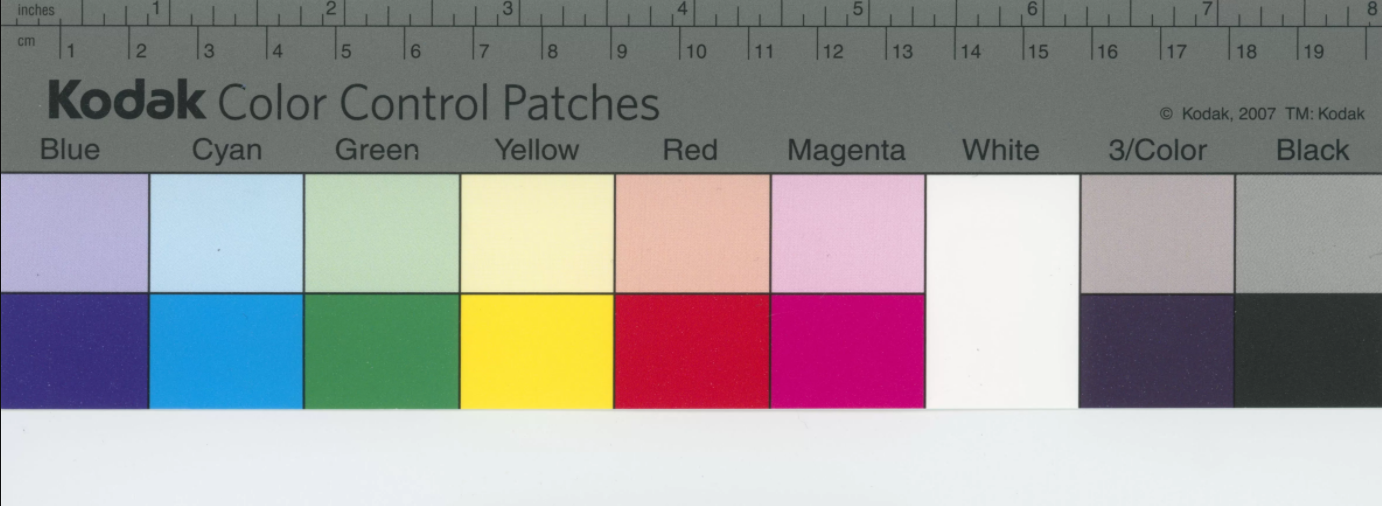 inches 1 2 3 4 5 6 7 8
cm 1 2 3 4 5 6 7 8 9 10 11 12 13 14 15 16 17 18 19
Kodak Color Control Patches
© Kodak, 2007 TM: Kodak
Blue Cyan Green Yellow Red Magenta White 3/Color Black